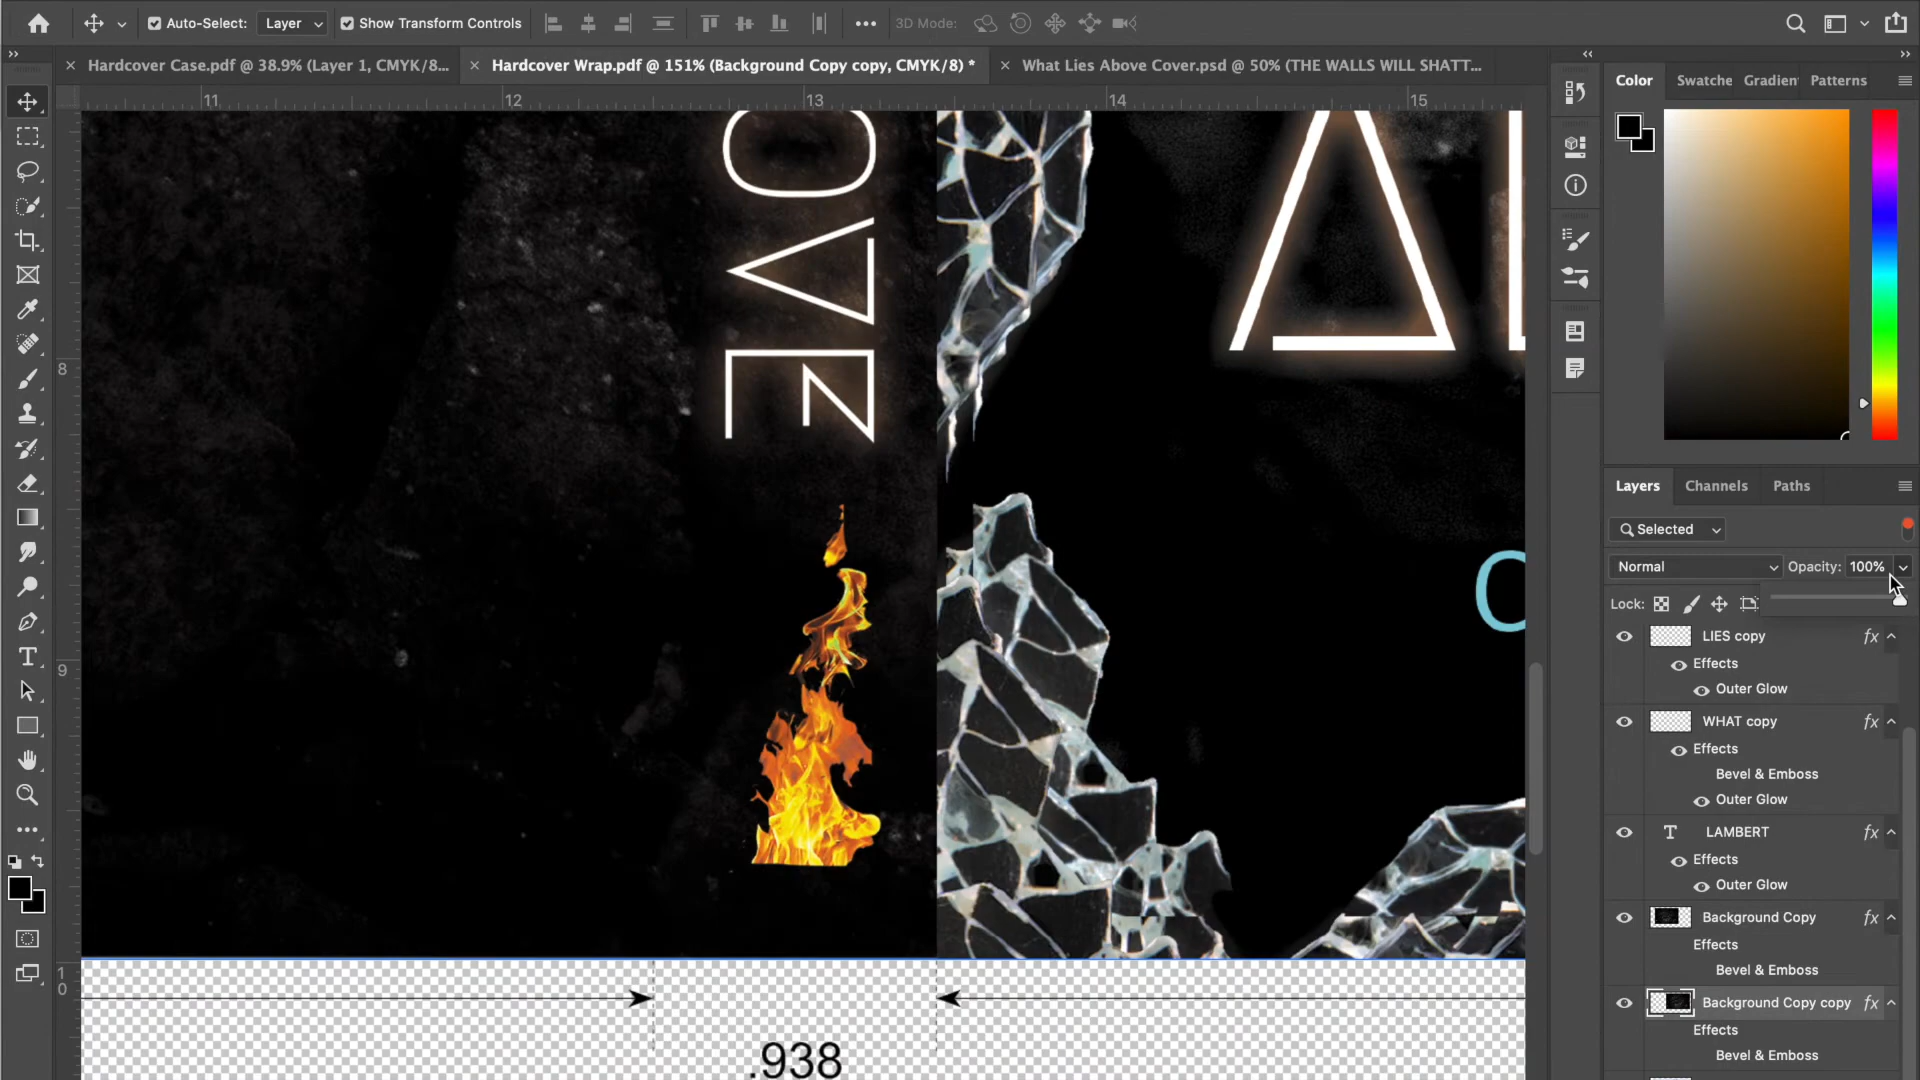 Auto-Select:
Layer
Show Transform Controls
3D Mode:
Hardcover Case.pdf @ 38.9% (Layer 1, CMYK/8...
Hardcover Wrap.pdf @ 151% (Background Copy copy, CMYK/8) *
What Lies Above Cover.psd @ 50% (THE WALLS WILL SHATT...
Color
Swatche
Gradien
Patterns
11
12
13
14
15
8
9
10
OVE
.938
Layers
Channels
Paths
Selected
Normal
Opacity: 100%
Lock:
LIES copy
fx
Effects
Outer Glow
WHAT copy
fx
Effects
Bevel & Emboss
Outer Glow
T LAMBERT
fx
Effects
Outer Glow
Background Copy
fx
Effects
Bevel & Emboss
Background Copy copy
fx
Effects
Bevel & Emboss